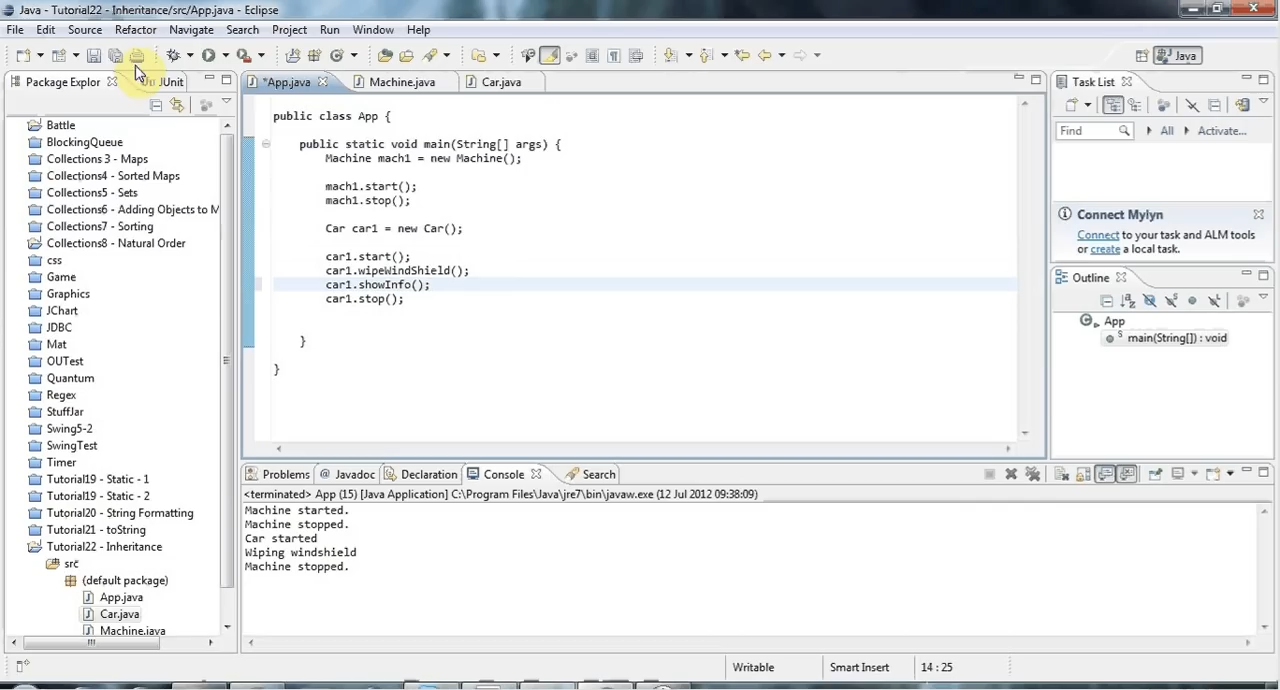 Java - Tutorial22 - Inheritance/src/App.java - Eclipse
File Edit Source Refactor Navigate Search Project Run Window Help
Java
Package Explor
JUnit
Battle
BlockingQueue
Collections 3 - Maps
Collections4 - Sorted Maps
Collections5 - Sets
Collections6 - Adding Objects to M
Collections7 - Sorting
Collections8 - Natural Order
css
Game
Graphics
JChart
JDBC
Mat
OUTest
Quantum
Regex
StuffJar
Swing5-2
SwingTest
Timer
Tutorial19 - Static - 1
Tutorial19 - Static - 2
Tutorial20 - String Formatting
Tutorial21 - toString
Tutorial22 - Inheritance
src
(default package)
App.java
Car.java
Machine.java
*App.java Machine.java Car.java
public class App {
public static void main(String[] args) {
Machine mach1 = new Machine();
mach1.start();
mach1.stop();
Car car1 = new Car();
car1.start();
car1.wipeWindShield();
car1.showInfo();
car1.stop();
}
}
Task List
Find All Activate...
Connect Mylyn
Connect to your task and ALM tools
or create a local task.
Outline
App
main(String[]) : void
Problems @ Javadoc Declaration Console Search
<terminated> App (15) [Java Application] C:\Program Files\Java\jre7\bin\javaw.exe (12 Jul 2012 09:38:09)
Machine started.
Machine stopped.
Car started
Wiping windshield
Machine stopped.
Writable Smart Insert 14 : 25